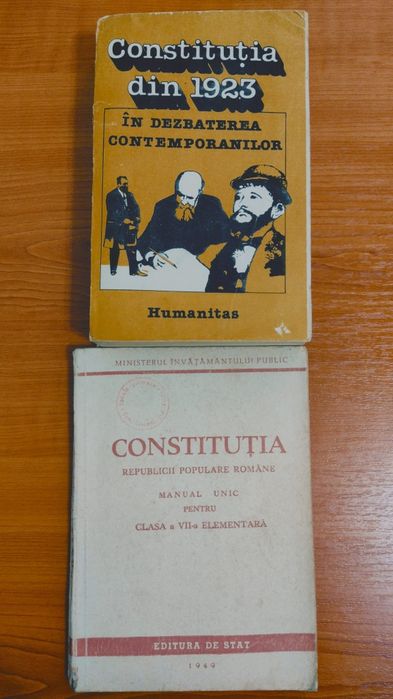 Constituția
din 1923
ÎN DEZBATEREA
CONTEMPORANILOR
Humanitas
MINISTERUL ÎNVĂȚĂMÂNTULUI PUBLIC
CONSTITUȚIA
REPUBLICII POPULARE ROMÂNE
MANUAL UNIC
PENTRU
CLASA a VII-a ELEMENTARĂ
EDITURA DE STAT
1949